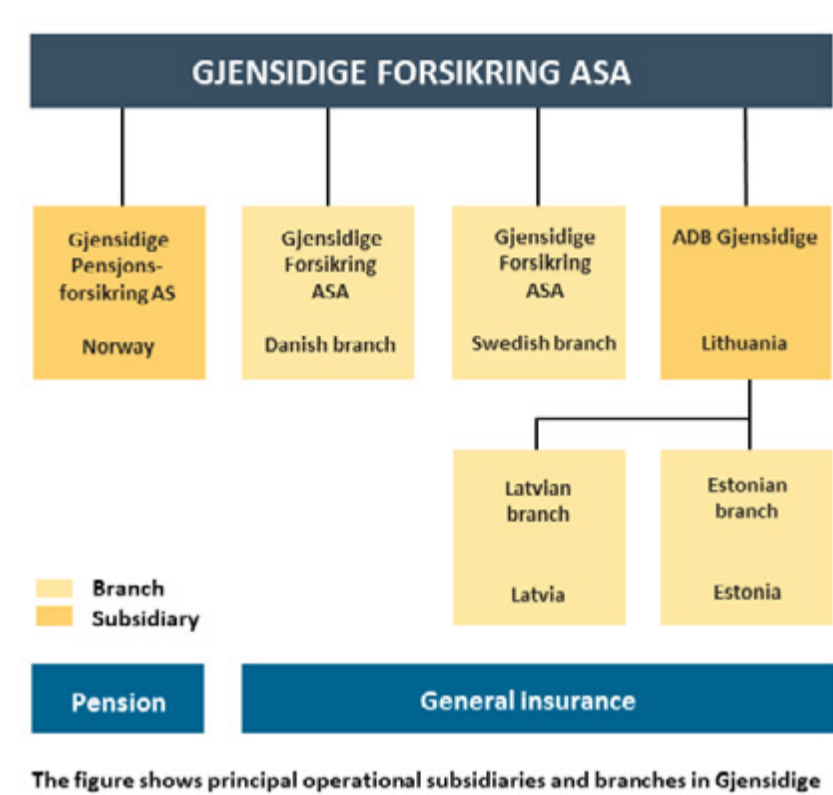 GJENSIDIGE FORSIKRING ASA
Gjensidige
Pensjons-
forsikring AS
Norway
Gjensidige
Forsikring
ASA
Danish branch
Gjensidige
Forsikring
ASA
Swedish branch
ADB Gjensidige
Lithuania
Latvian
branch
Latvia
Estonian
branch
Estonia
Branch
Subsidiary
Pension
General insurance
The figure shows principal operational subsidiaries and branches in Gjensidige